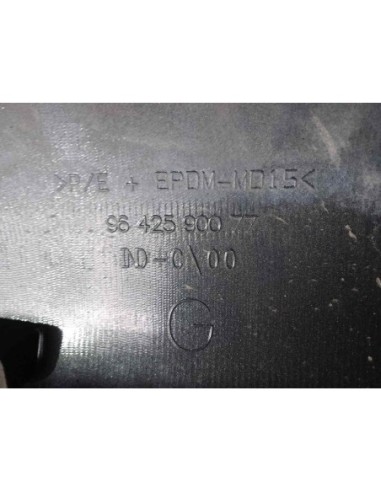 >P/E + EPDM-MD15<
96 425 900 --
DD-C\00
G